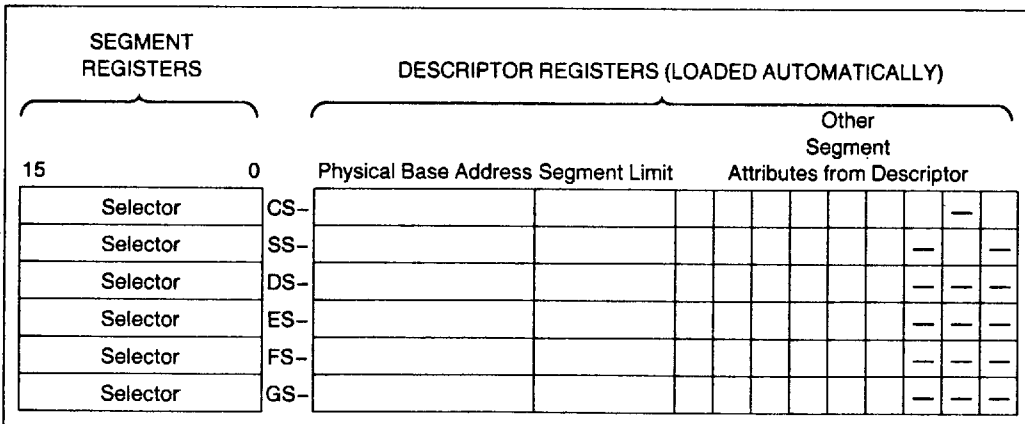 SEGMENT
REGISTERS
DESCRIPTOR REGISTERS (LOADED AUTOMATICALLY)
Other
Segment
15 0 Physical Base Address Segment Limit Attributes from Descriptor
Selector CS– —
Selector SS– — —
Selector DS– — — —
Selector ES– — — —
Selector FS– — — —
Selector GS– — — —